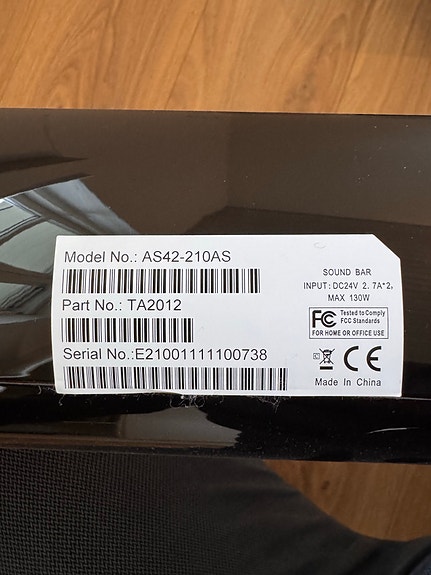 Model No.: AS42-210AS
Part No.: TA2012
Serial No.:E21001111100738
SOUND BAR
INPUT:DC24V 2.7A*2,
MAX 130W
FC Tested to Comply
FCC Standards
FOR HOME OR OFFICE USE
CE
Made In China